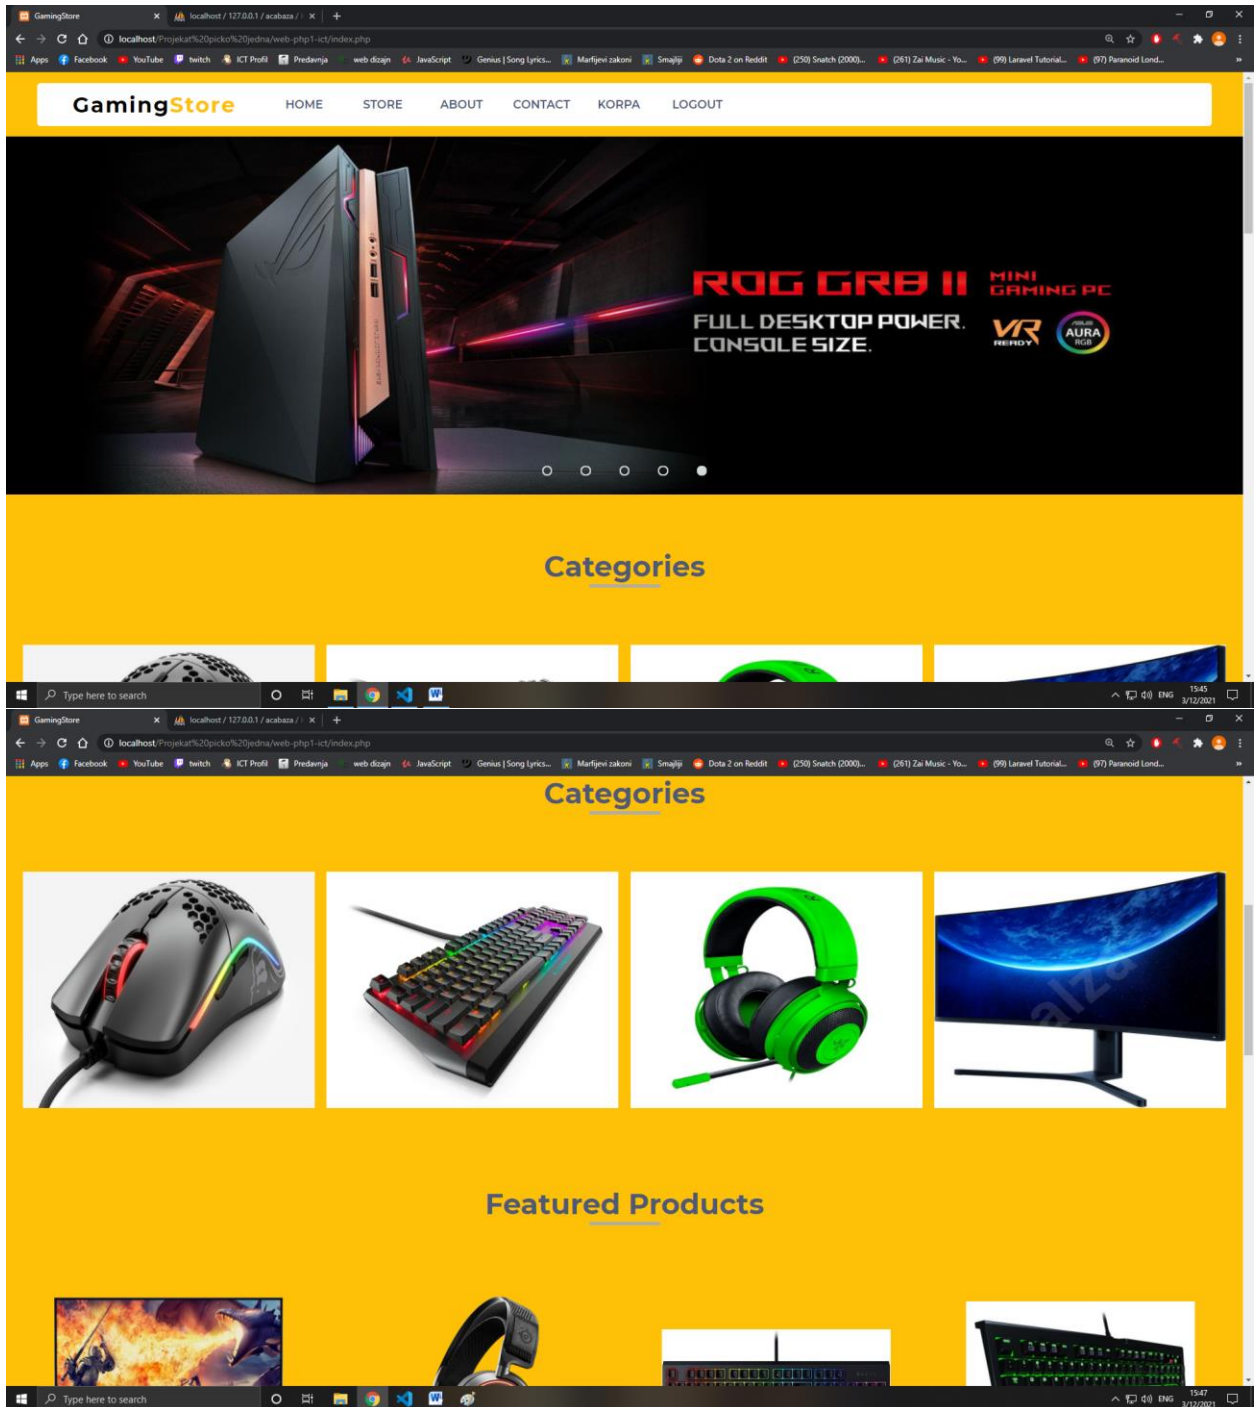 GamingStore
localhost / 127.0.0.1 / acabaza /
localhost/Projekat%20picko%20jedna/web-php1-ict/index.php
Apps Facebook YouTube twitch ICT Profil Predavnja web dizajn JavaScript Genius | Song Lyrics... Marfijevi zakoni Smajliji Dota 2 on Reddit (250) Snatch (2000)... (261) Zai Music - Yo... (99) Laravel Tutorial... (97) Paranoid Lond... »
GamingStore HOME STORE ABOUT CONTACT KORPA LOGOUT
ROG GR8 II MINI GAMING PC
FULL DESKTOP POWER.
CONSOLE SIZE.
VR READY
ASUS AURA RGB
Categories
Type here to search
ENG
15:45
3/12/2021
GamingStore
localhost / 127.0.0.1 / acabaza /
localhost/Projekat%20picko%20jedna/web-php1-ict/index.php
Apps Facebook YouTube twitch ICT Profil Predavnja web dizajn JavaScript Genius | Song Lyrics... Marfijevi zakoni Smajliji Dota 2 on Reddit (250) Snatch (2000)... (261) Zai Music - Yo... (99) Laravel Tutorial... (97) Paranoid Lond... »
Categories
alza
Featured Products
Type here to search
ENG
15:47
3/12/2021